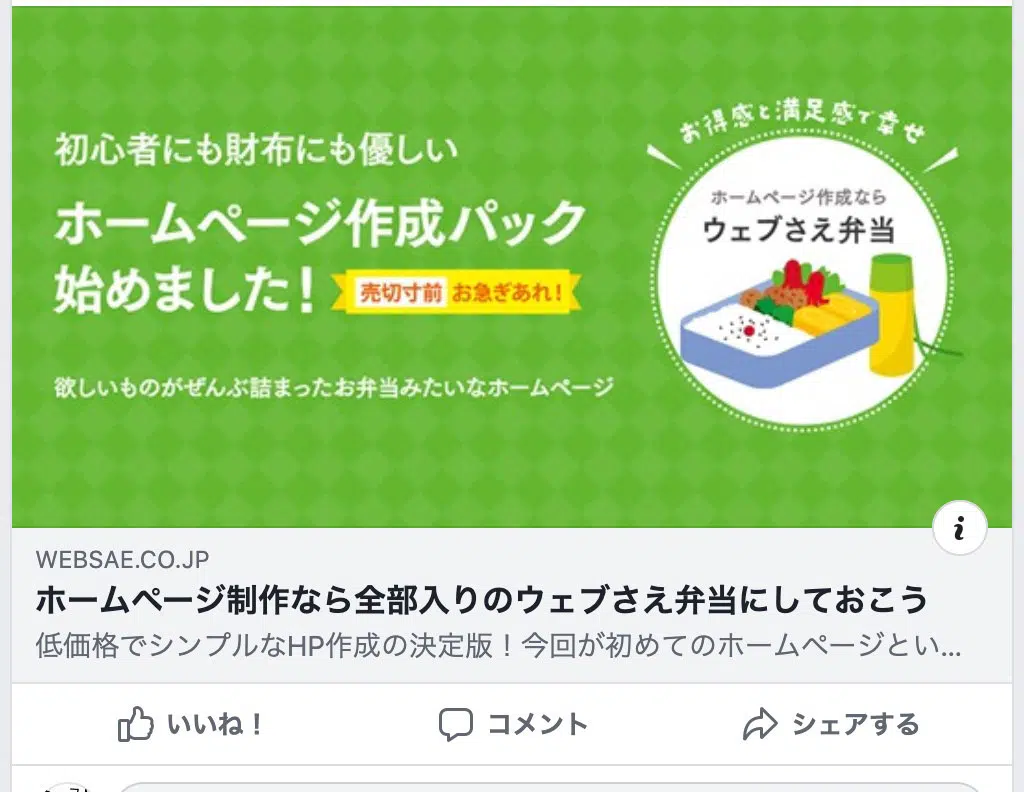 初心者にも財布にも優しい
ホームページ作成パック
始めました！
売切寸前 お急ぎあれ！
欲しいものがぜんぶ詰まったお弁当みたいなホームページ
お得感と満足感で幸せ
ホームページ作成なら
ウェブさえ弁当
i
WEBSAE.CO.JP
ホームページ制作なら全部入りのウェブさえ弁当にしておこう
低価格でシンプルなHP作成の決定版！今回が初めてのホームページとい...
いいね！
コメント
シェアする